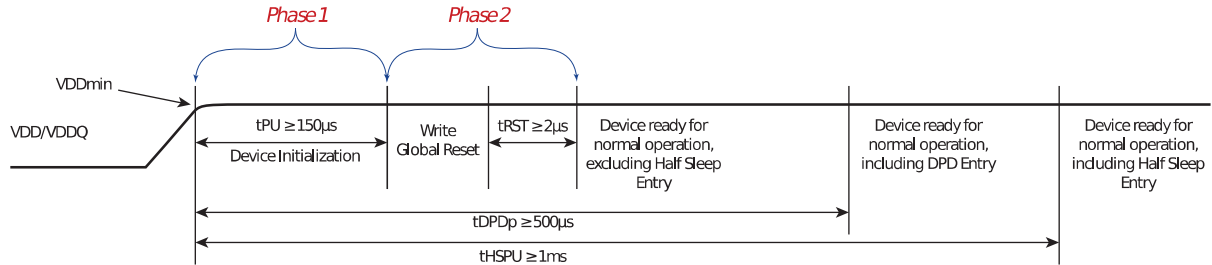 Phase 1
Phase 2
VDDmin
VDD/VDDQ
tPU ≥150µs
Device Initialization
Write
Global Reset
tRST ≥2µs
Device ready for
normal operation,
excluding Half Sleep
Entry
Device ready for
normal operation,
including DPD Entry
Device ready for
normal operation,
including Half Sleep
Entry
tDPDp ≥500µs
tHSPU ≥1ms